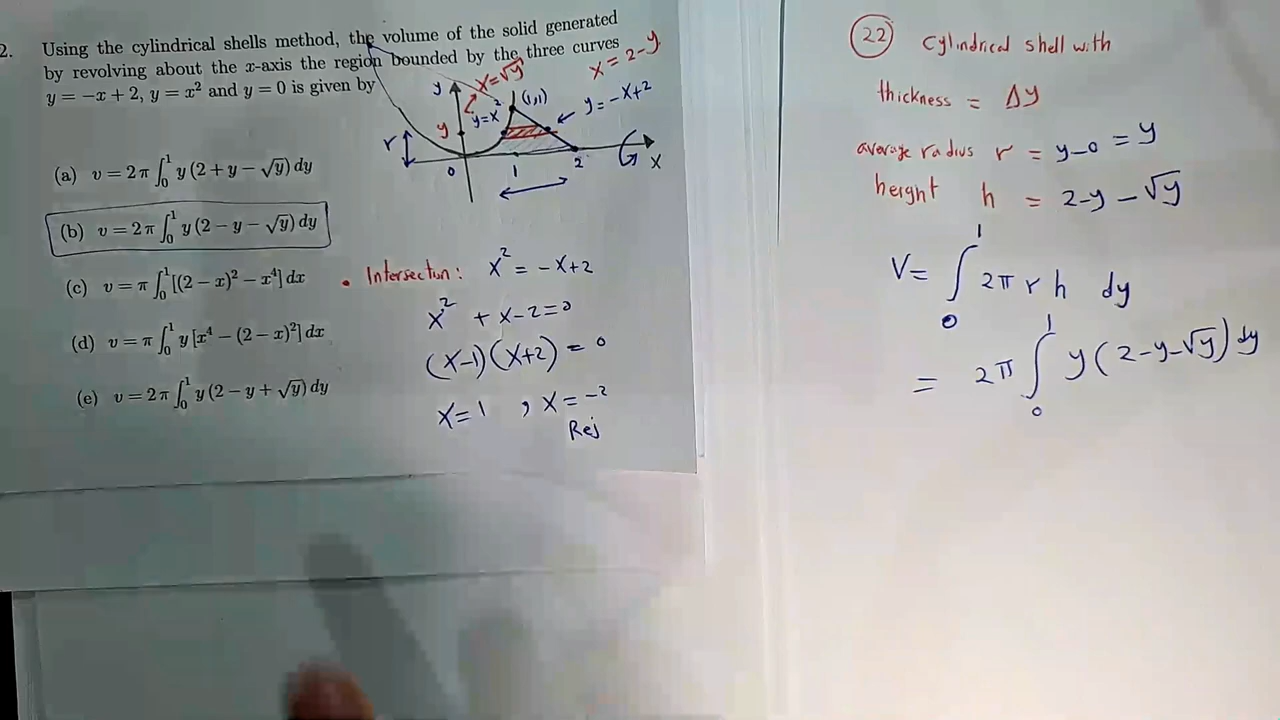 2. Using the cylindrical shells method, the volume of the solid generated
by revolving about the x-axis the region bounded by the three curves
y = −x + 2, y = x² and y = 0 is given by
(a) v = 2π ∫₀¹ y (2 + y − √y) dy
(b) v = 2π ∫₀¹ y (2 − y − √y) dy
(c) v = π ∫₀¹ [(2 − x)² − x⁴] dx
(d) v = π ∫₀¹ y [x⁴ − (2 − x)²] dx
(e) v = 2π ∫₀¹ y (2 − y + √y) dy
x = 2-y
x = √y
y
(1,1)
y = -x+2
y = x²
y
r
0
1
2
x
• Intersection: x² = -x+2
x² + x-2=0
(x-1)(x+2) = 0
x=1 , x=-2
Rej
22 Cylindrical shell with
thickness = Δy
average radius r = y-0 = y
height h = 2-y-√y
V = ∫₀¹ 2π r h dy
= 2π ∫₀¹ y(2-y-√y) dy